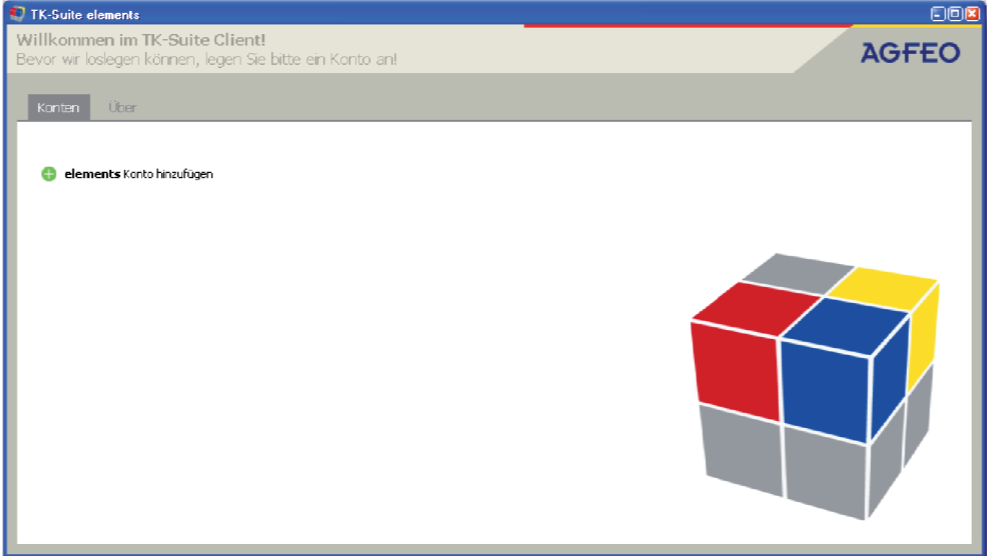 TK-Suite elements
Willkommen im TK-Suite Client!
Bevor wir loslegen können, legen Sie bitte ein Konto an!
AGFEO
Konten Über
elements Konto hinzufügen